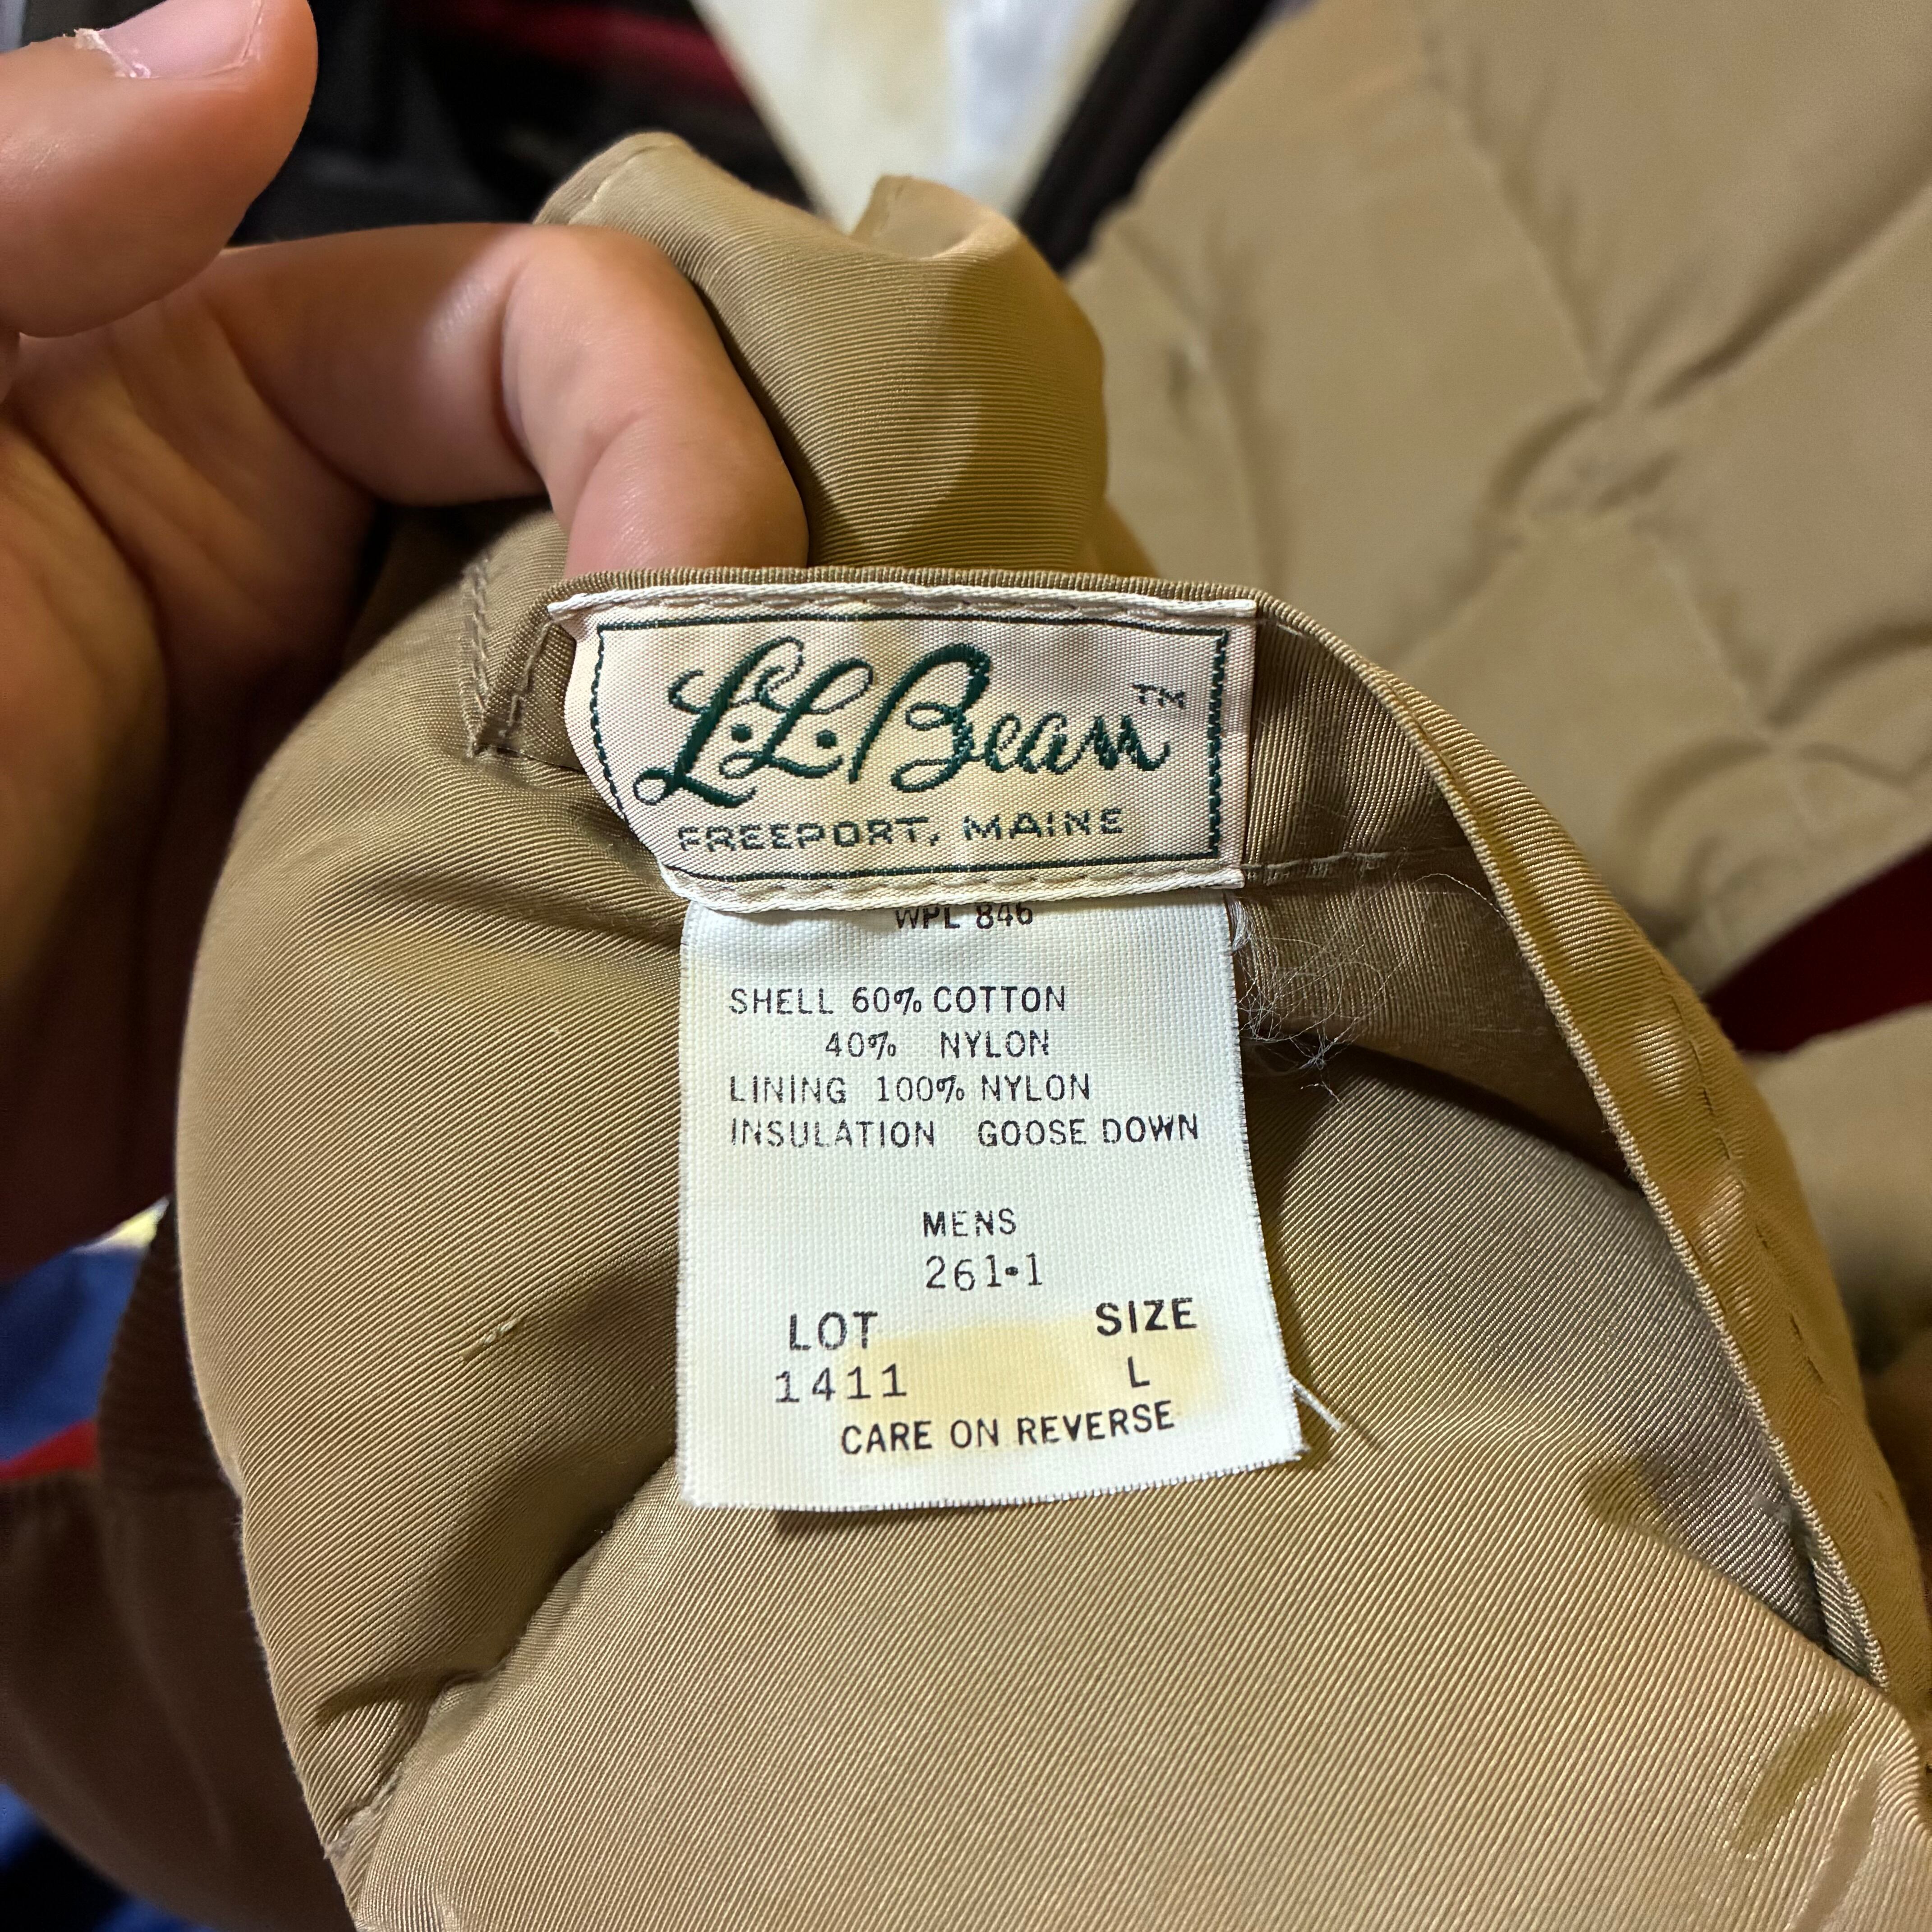 L.L.Bean™
FREEPORT, MAINE
WPL 846
SHELL 60% COTTON
40% NYLON
LINING 100% NYLON
INSULATION GOOSE DOWN
MENS
261•1
LOT SIZE
1411 L
CARE ON REVERSE